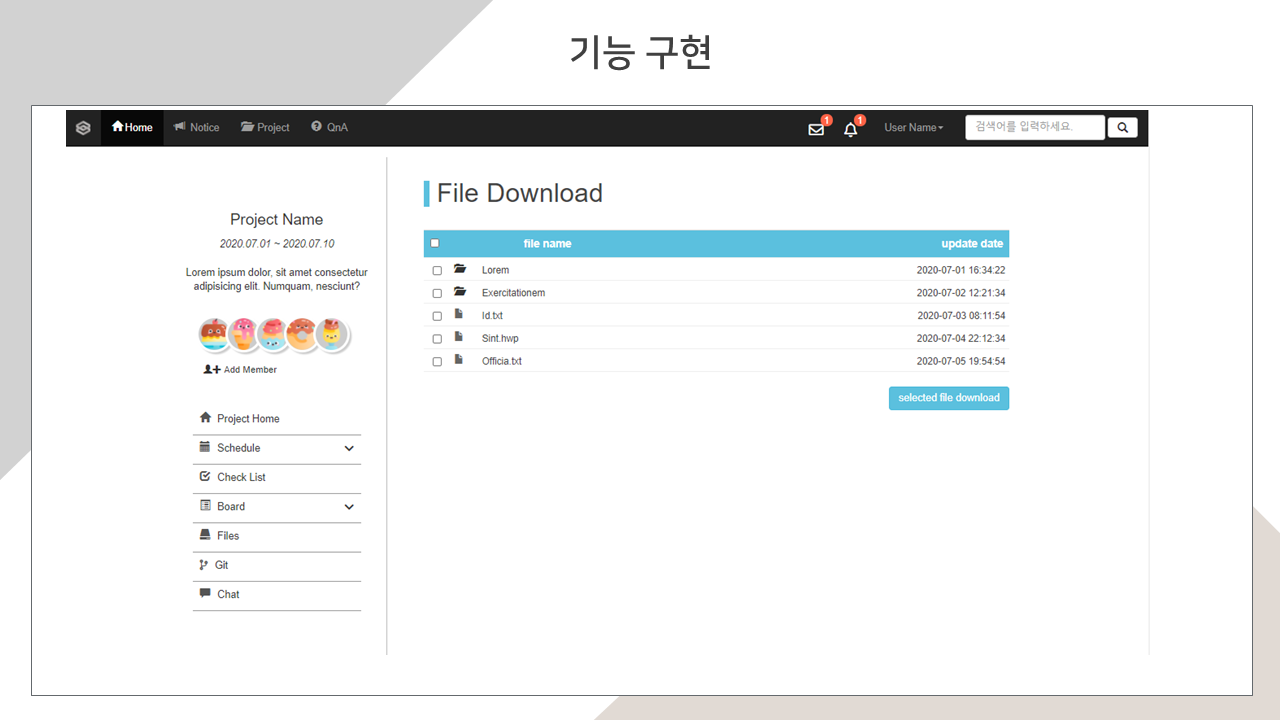 기능 구현
Home Notice Project QnA 1 1 User Name 검색어를 입력하세요.
Project Name
2020.07.01 ~ 2020.07.10
Lorem ipsum dolor, sit amet consectetur
adipisicing elit. Numquam, nesciunt?
Add Member
Project Home
Schedule
Check List
Board
Files
Git
Chat
File Download
file name update date
Lorem 2020-07-01 16:34:22
Exercitationem 2020-07-02 12:21:34
Id.txt 2020-07-03 08:11:54
Sint.hwp 2020-07-04 22:12:34
Officia.txt 2020-07-05 19:54:54
selected file download